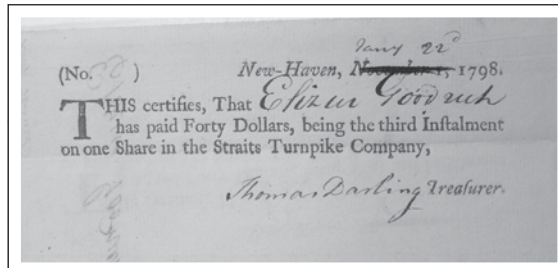 Jany 22d
(No. ) New-Haven, November 1, 1798.
THIS certifies, That Elizur Goodrich
has paid Forty Dollars, being the third Instalment
on one Share in the Straits Turnpike Company,
Thomas Darling Treasurer.